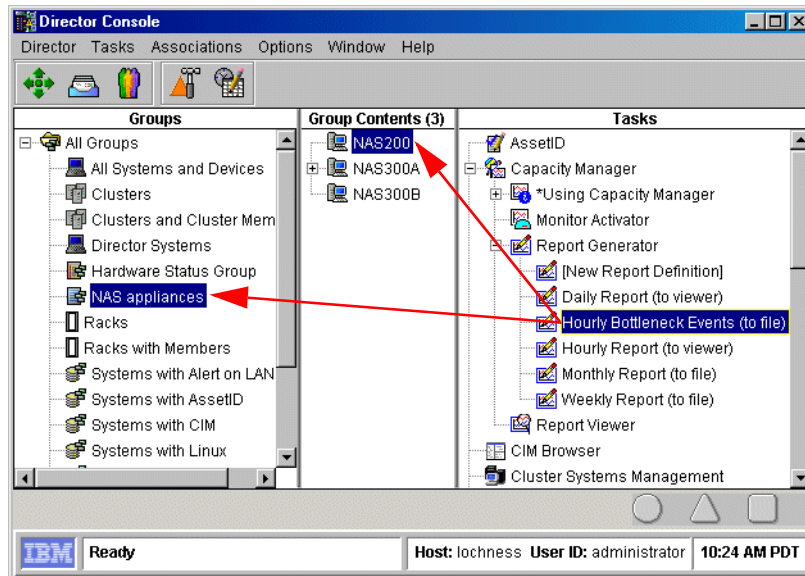 Director Console
Director Tasks Associations Options Window Help
Groups
All Groups
All Systems and Devices
Clusters
Clusters and Cluster Mem
Director Systems
Hardware Status Group
NAS appliances
Racks
Racks with Members
Systems with Alert on LAN
Systems with AssetID
Systems with CIM
Systems with Linux
Group Contents (3)
NAS200
NAS300A
NAS300B
Tasks
AssetID
Capacity Manager
*Using Capacity Manager
Monitor Activator
Report Generator
[New Report Definition]
Daily Report (to viewer)
Hourly Bottleneck Events (to file)
Hourly Report (to viewer)
Monthly Report (to file)
Weekly Report (to file)
Report Viewer
CIM Browser
Cluster Systems Management
IBM Ready Host: lochness User ID: administrator 10:24 AM PDT